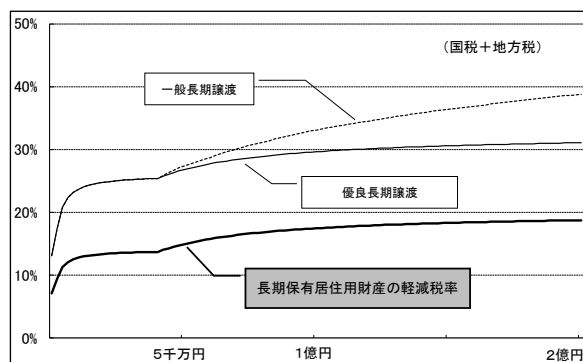 50%
(国税+地方税)
40%
一般長期譲渡
30%
優良長期譲渡
20%
10%
長期保有居住用財産の軽減税率
0%
5千万円 1億円 2億円